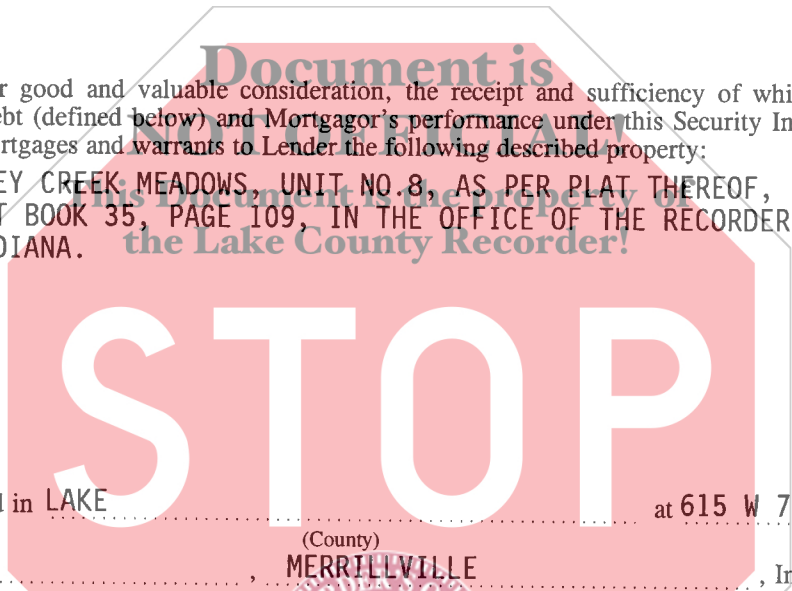 Document is
r good and valuable consideration, the receipt and sufficiency of whi
ebt (defined below) and Mortgagor's performance under this Security In
NOT OFFICIAL!
rtgages and warrants to Lender the following described property:
EY CREEK MEADOWS, UNIT NO.8, AS PER PLAT THEREOF,
This Document is the property of
T BOOK 35, PAGE 109, IN THE OFFICE OF THE RECORDER
DIANA.
the Lake County Recorder!
STOP
d in LAKE at 615 W 7
(County)
, MERRILLVILLE , In